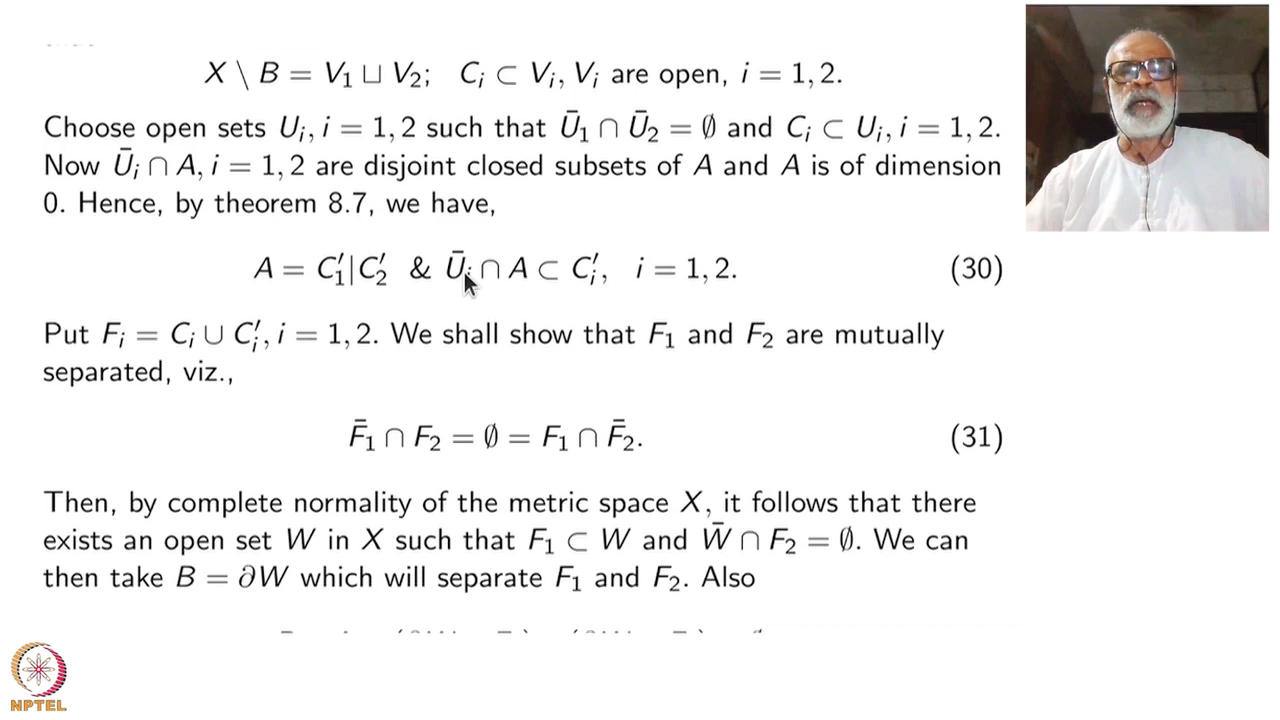 X \ B = V₁ ⊔ V₂;   Cᵢ ⊂ Vᵢ, Vᵢ are open, i = 1, 2.
Choose open sets Uᵢ, i = 1, 2 such that Ū₁ ∩ Ū₂ = ∅ and Cᵢ ⊂ Uᵢ, i = 1, 2.
Now Ūᵢ ∩ A, i = 1, 2 are disjoint closed subsets of A and A is of dimension
0. Hence, by theorem 8.7, we have,
A = C′₁|C′₂  &  Ūᵢ ∩ A ⊂ C′ᵢ,   i = 1, 2.   (30)
Put Fᵢ = Cᵢ ∪ C′ᵢ, i = 1, 2. We shall show that F₁ and F₂ are mutually
separated, viz.,
F̄₁ ∩ F₂ = ∅ = F₁ ∩ F̄₂.   (31)
Then, by complete normality of the metric space X, it follows that there
exists an open set W in X such that F₁ ⊂ W and W̄ ∩ F₂ = ∅. We can
then take B = ∂W which will separate F₁ and F₂. Also
NPTEL